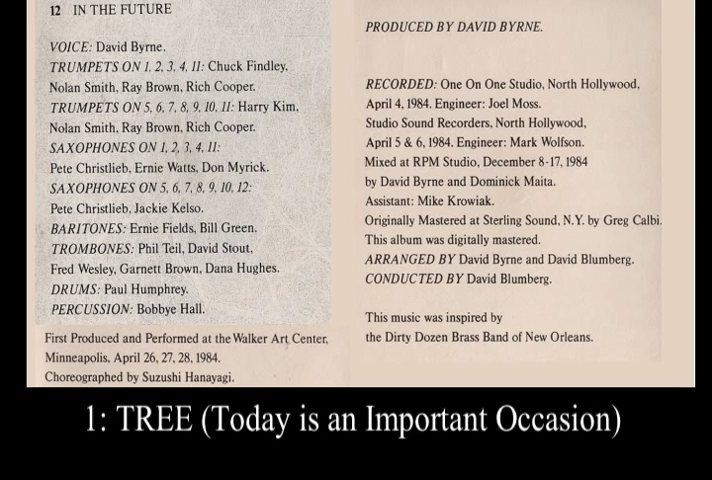 12 IN THE FUTURE
VOICE: David Byrne.
TRUMPETS ON 1, 2, 3, 4, 11: Chuck Findley,
Nolan Smith, Ray Brown, Rich Cooper.
TRUMPETS ON 5, 6, 7, 8, 9, 10, 11: Harry Kim,
Nolan Smith, Ray Brown, Rich Cooper.
SAXOPHONES ON 1, 2, 3, 4, 11:
Pete Christlieb, Ernie Watts, Don Myrick.
SAXOPHONES ON 5, 6, 7, 8, 9, 10, 12:
Pete Christlieb, Jackie Kelso.
BARITONES: Ernie Fields, Bill Green.
TROMBONES: Phil Teil, David Stout,
Fred Wesley, Garnett Brown, Dana Hughes.
DRUMS: Paul Humphrey.
PERCUSSION: Bobbye Hall.
First Produced and Performed at the Walker Art Center,
Minneapolis, April 26, 27, 28, 1984.
Choreographed by Suzushi Hanayagi.
PRODUCED BY DAVID BYRNE.
RECORDED: One On One Studio, North Hollywood,
April 4, 1984. Engineer: Joel Moss.
Studio Sound Recorders, North Hollywood,
April 5 & 6, 1984. Engineer: Mark Wolfson.
Mixed at RPM Studio, December 8-17, 1984
by David Byrne and Dominick Maita.
Assistant: Mike Krowiak.
Originally Mastered at Sterling Sound, N.Y. by Greg Calbi.
This album was digitally mastered.
ARRANGED BY David Byrne and David Blumberg.
CONDUCTED BY David Blumberg.
This music was inspired by
the Dirty Dozen Brass Band of New Orleans.
1: TREE (Today is an Important Occasion)